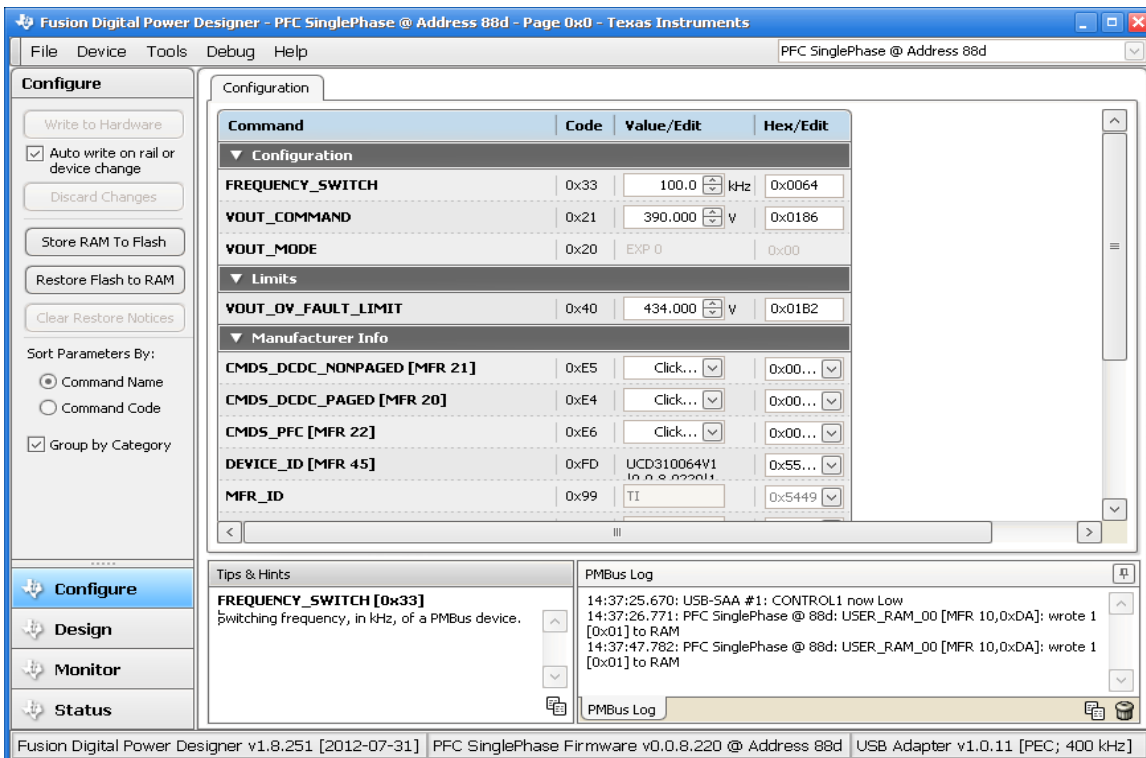 Fusion Digital Power Designer - PFC SinglePhase @ Address 88d - Page 0x0 - Texas Instruments
File Device Tools Debug Help
PFC SinglePhase @ Address 88d
Configure
Write to Hardware
Auto write on rail or
device change
Discard Changes
Store RAM To Flash
Restore Flash to RAM
Clear Restore Notices
Sort Parameters By:
Command Name
Command Code
Group by Category
Configuration
Command Code Value/Edit Hex/Edit
Configuration
FREQUENCY_SWITCH 0x33 100.0 kHz 0x0064
VOUT_COMMAND 0x21 390.000 V 0x0186
VOUT_MODE 0x20 EXP 0 0x00
Limits
VOUT_OV_FAULT_LIMIT 0x40 434.000 V 0x01B2
Manufacturer Info
CMDS_DCDC_NONPAGED [MFR 21] 0xE5 Click... 0x00...
CMDS_DCDC_PAGED [MFR 20] 0xE4 Click... 0x00...
CMDS_PFC [MFR 22] 0xE6 Click... 0x00...
DEVICE_ID [MFR 45] 0xFD UCD310064V1 0x55...
MFR_ID 0x99 TI 0x5449
Configure
Design
Monitor
Status
Tips & Hints
FREQUENCY_SWITCH [0x33]
Switching frequency, in kHz, of a PMBus device.
PMBus Log
14:37:25.670: USB-SAA #1: CONTROL1 now Low
14:37:26.771: PFC SinglePhase @ 88d: USER_RAM_00 [MFR 10,0xDA]: wrote 1
[0x01] to RAM
14:37:47.782: PFC SinglePhase @ 88d: USER_RAM_00 [MFR 10,0xDA]: wrote 1
[0x01] to RAM
PMBus Log
Fusion Digital Power Designer v1.8.251 [2012-07-31] PFC SinglePhase Firmware v0.0.8.220 @ Address 88d USB Adapter v1.0.11 [PEC; 400 kHz]